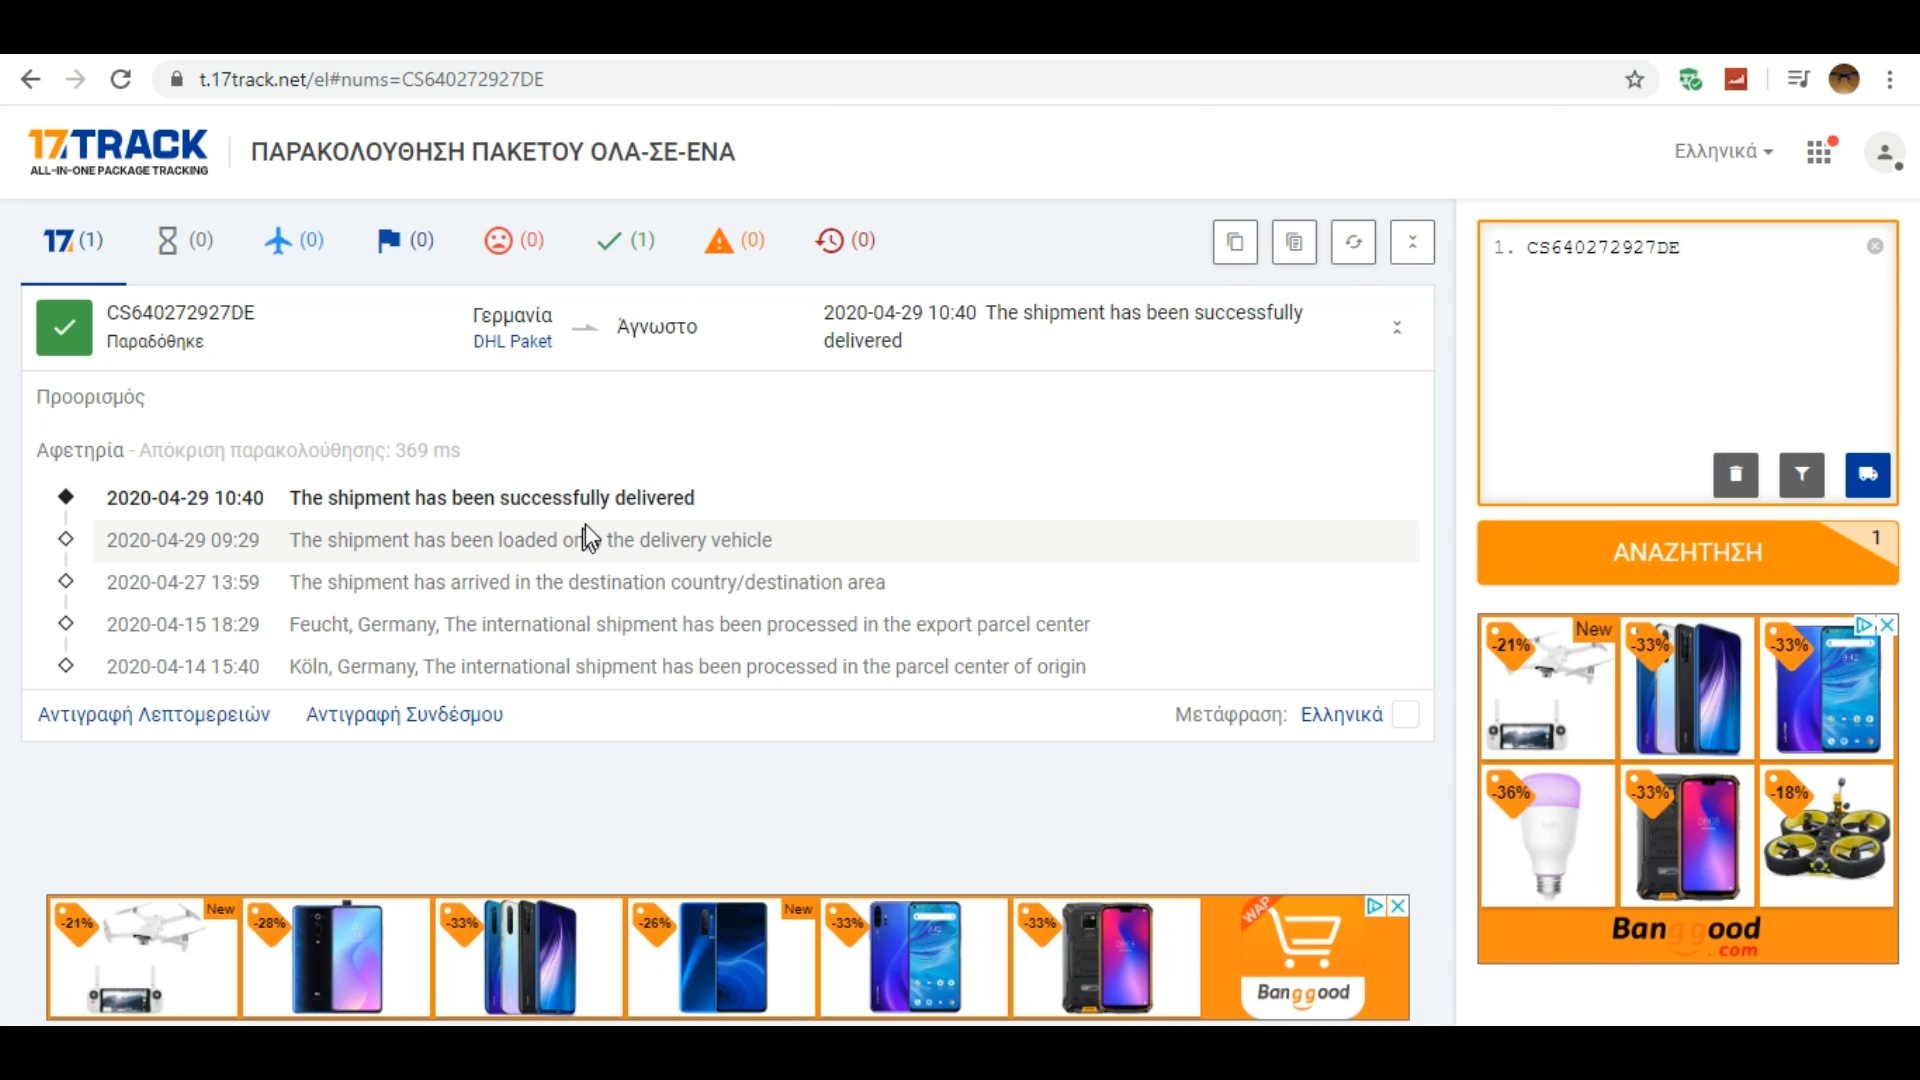 t.17track.net/el#nums=CS640272927DE
17TRACK
ALL-IN-ONE PACKAGE TRACKING
ΠΑΡΑΚΟΛΟΥΘΗΣΗ ΠΑΚΕΤΟΥ ΟΛΑ-ΣΕ-ΕΝΑ
Ελληνικά
17 (1) (0) (0) (0) (0) (1) (0) (0)
CS640272927DE
Παραδόθηκε
Γερμανία
DHL Paket
Άγνωστο
2020-04-29 10:40 The shipment has been successfully
delivered
Προορισμός
Αφετηρία - Απόκριση παρακολούθησης: 369 ms
2020-04-29 10:40 The shipment has been successfully delivered
2020-04-29 09:29 The shipment has been loaded the delivery vehicle
2020-04-27 13:59 The shipment has arrived in the destination country/destination area
2020-04-15 18:29 Feucht, Germany, The international shipment has been processed in the export parcel center
2020-04-14 15:40 Köln, Germany, The international shipment has been processed in the parcel center of origin
Αντιγραφή Λεπτομερειών Αντιγραφή Συνδέσμου
Μετάφραση: Ελληνικά
1. CS640272927DE
ΑΝΑΖΗΤΗΣΗ
1
-21% New -33% -33%
-36% -33% -18%
Banggood
.com
-21% New -28% -33% -26% New -33% -33%
WAP
Banggood